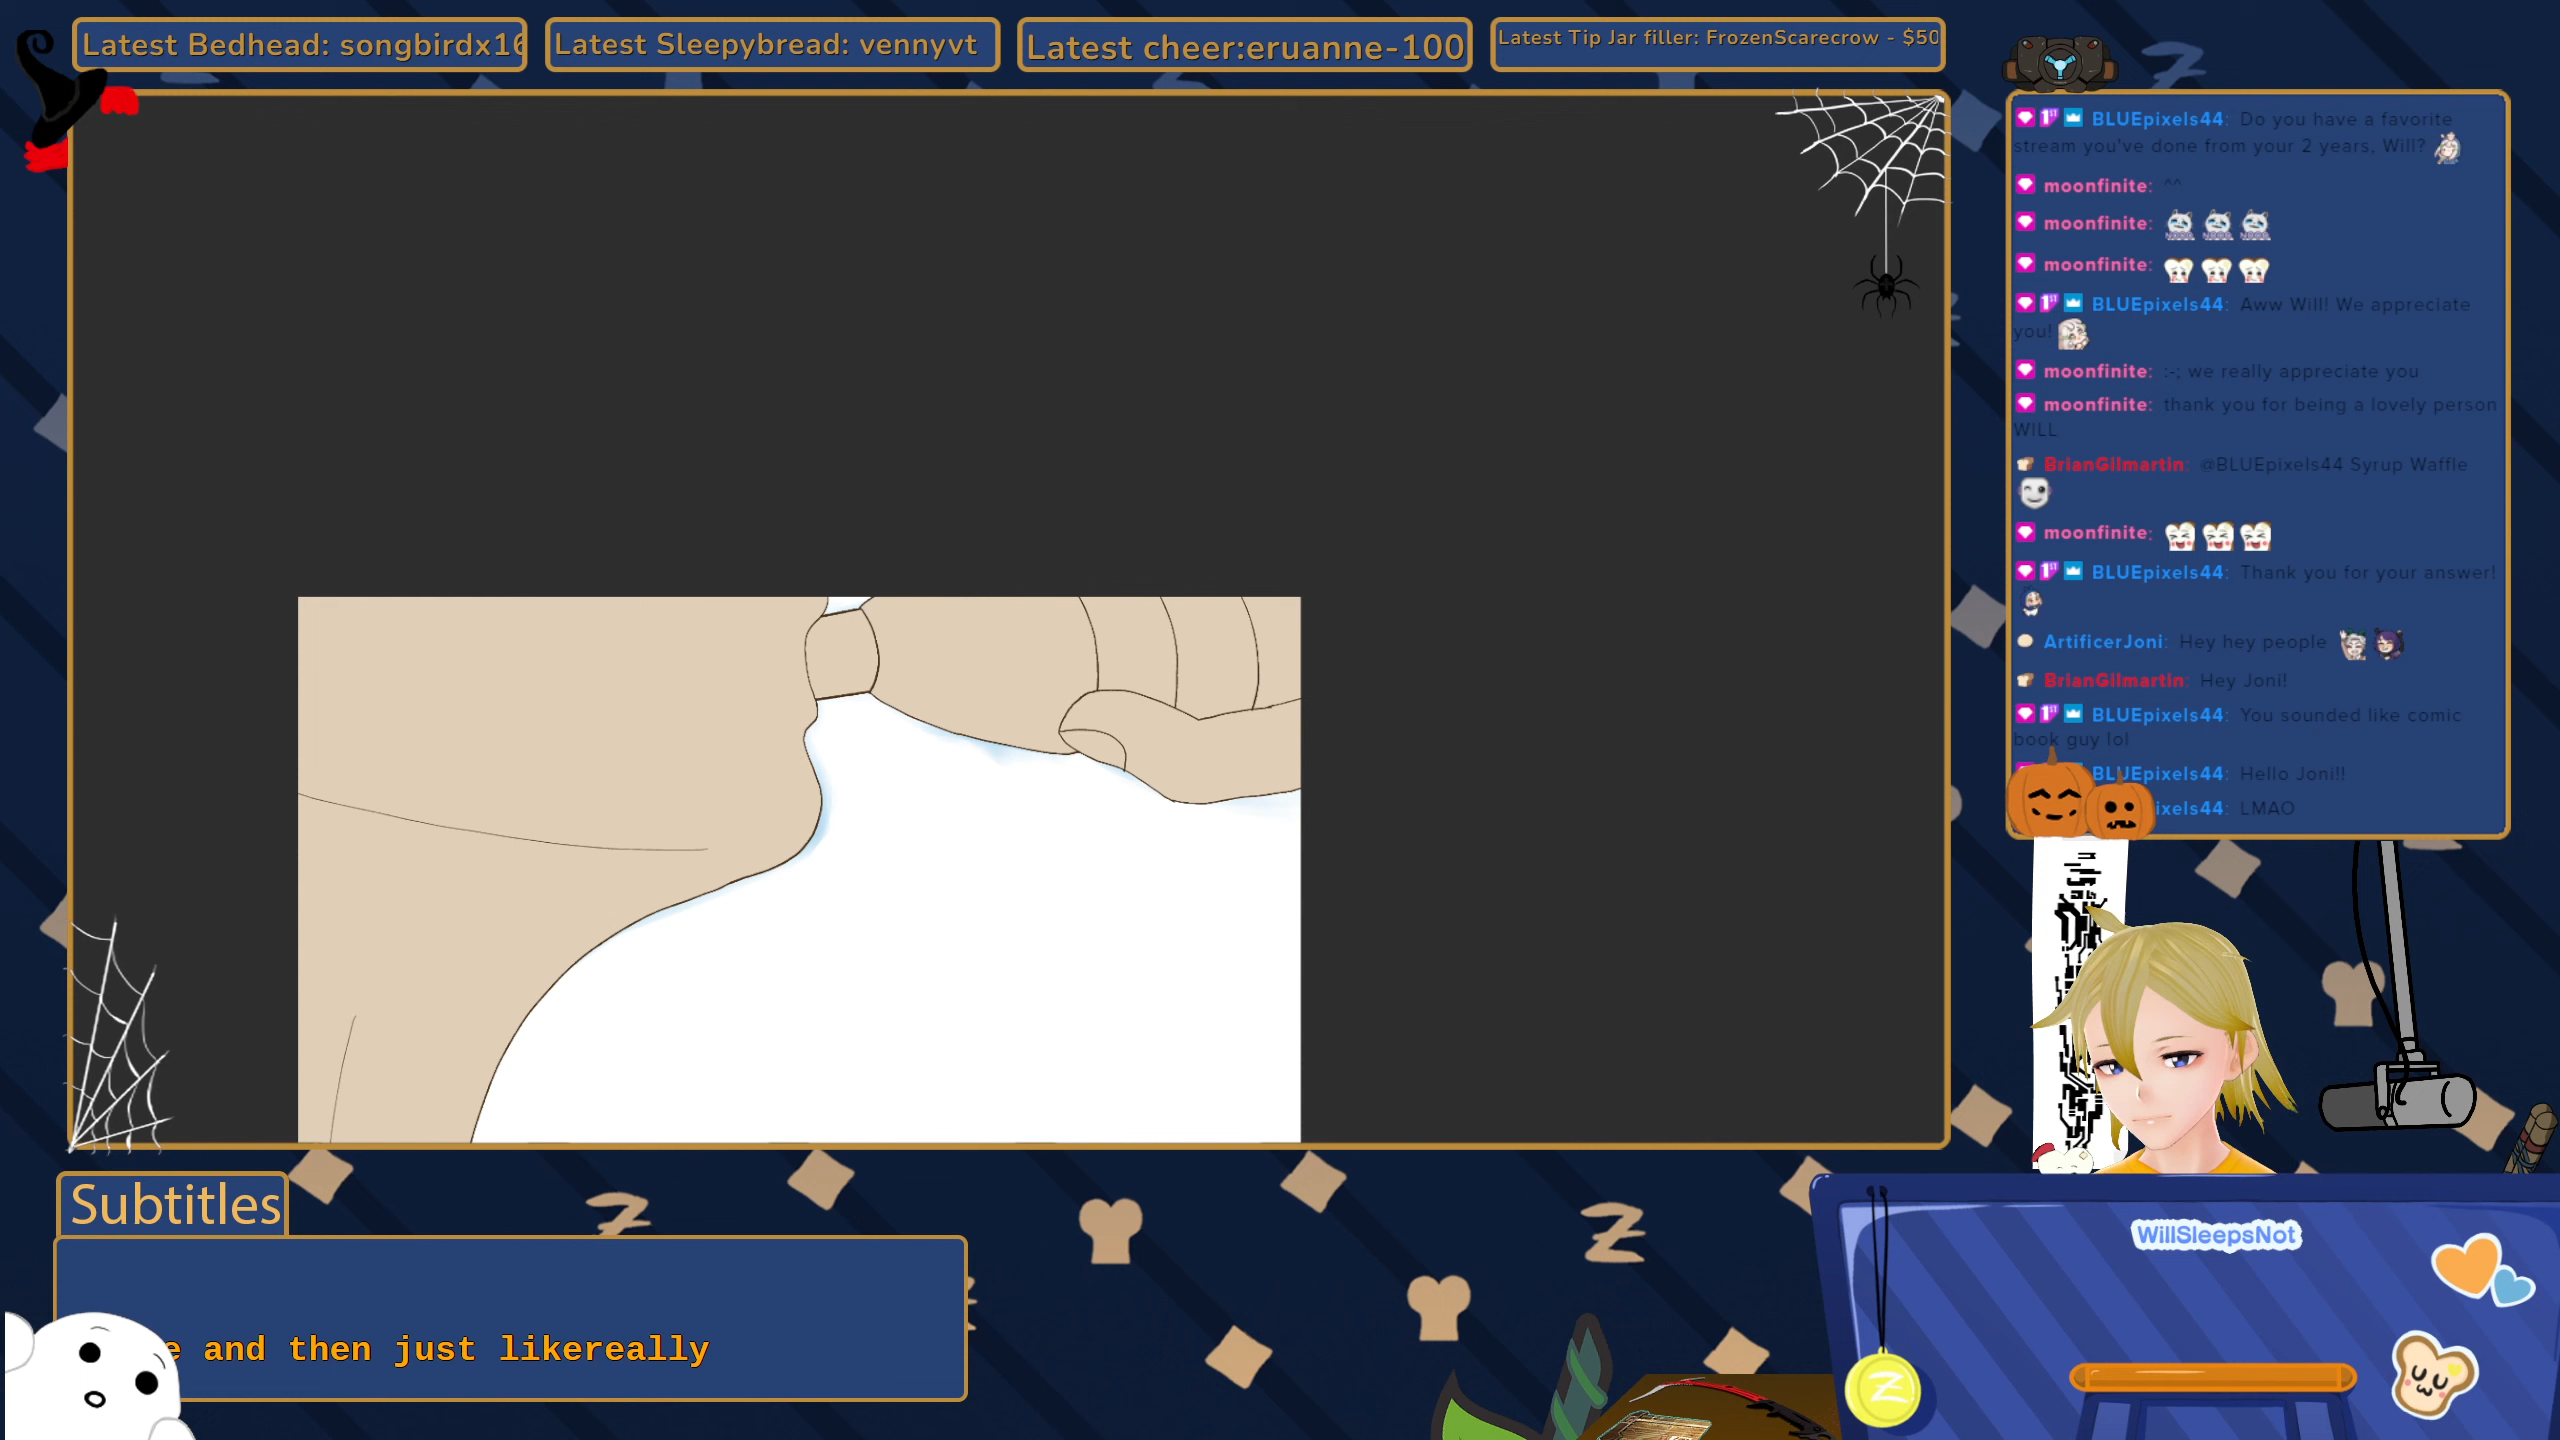 Latest Bedhead: songbirdx16
Latest Sleepybread: vennyvt
Latest cheer:eruanne-100
Latest Tip Jar filler: FrozenScarecrow - $50
BLUEpixels44: Do you have a favorite
stream you've done from your 2 years, Will?
moonfinite: ^^
moonfinite:
moonfinite:
BLUEpixels44: Aww Will! We appreciate
you!
moonfinite: :-; we really appreciate you
moonfinite: thank you for being a lovely person
WILL
BrianGilmartin: @BLUEpixels44 Syrup Waffle
moonfinite:
BLUEpixels44: Thank you for your answer!
ArtificerJoni: Hey hey people
BrianGilmartin: Hey Joni!
BLUEpixels44: You sounded like comic
book guy lol
BLUEpixels44: Hello Joni!!
ixels44: LMAO
Subtitles
e and then just likereally
WillSleepsNot
Z